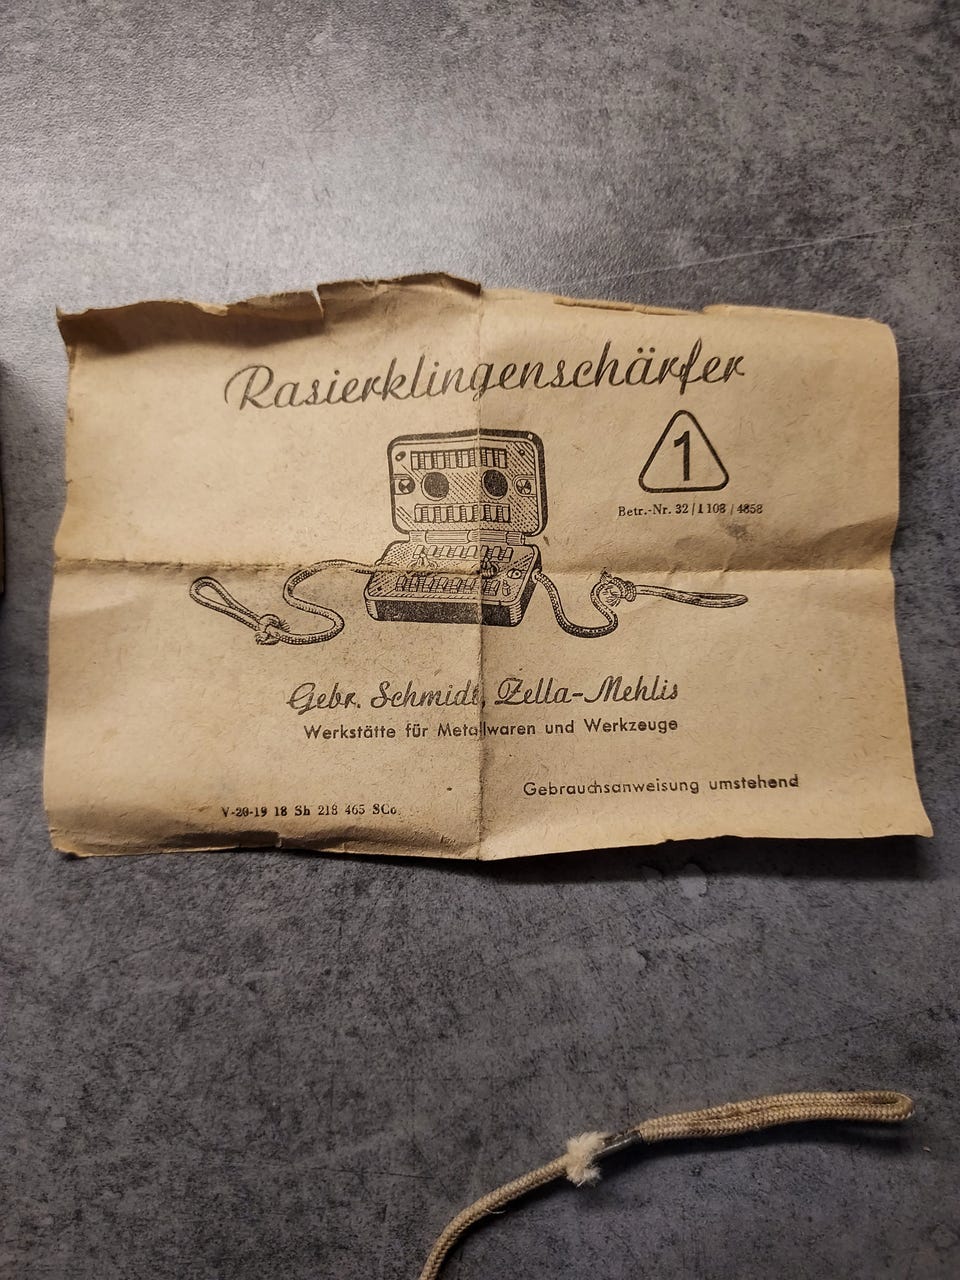 Rasierklingenschärfer
1
Betr.-Nr. 32/1108/4858
Gebr. Schmidt, Zella-Mehlis
Werkstätte für Metallwaren und Werkzeuge
Gebrauchsanweisung umstehend
V-20-19 18 Sh 218 465 SCo